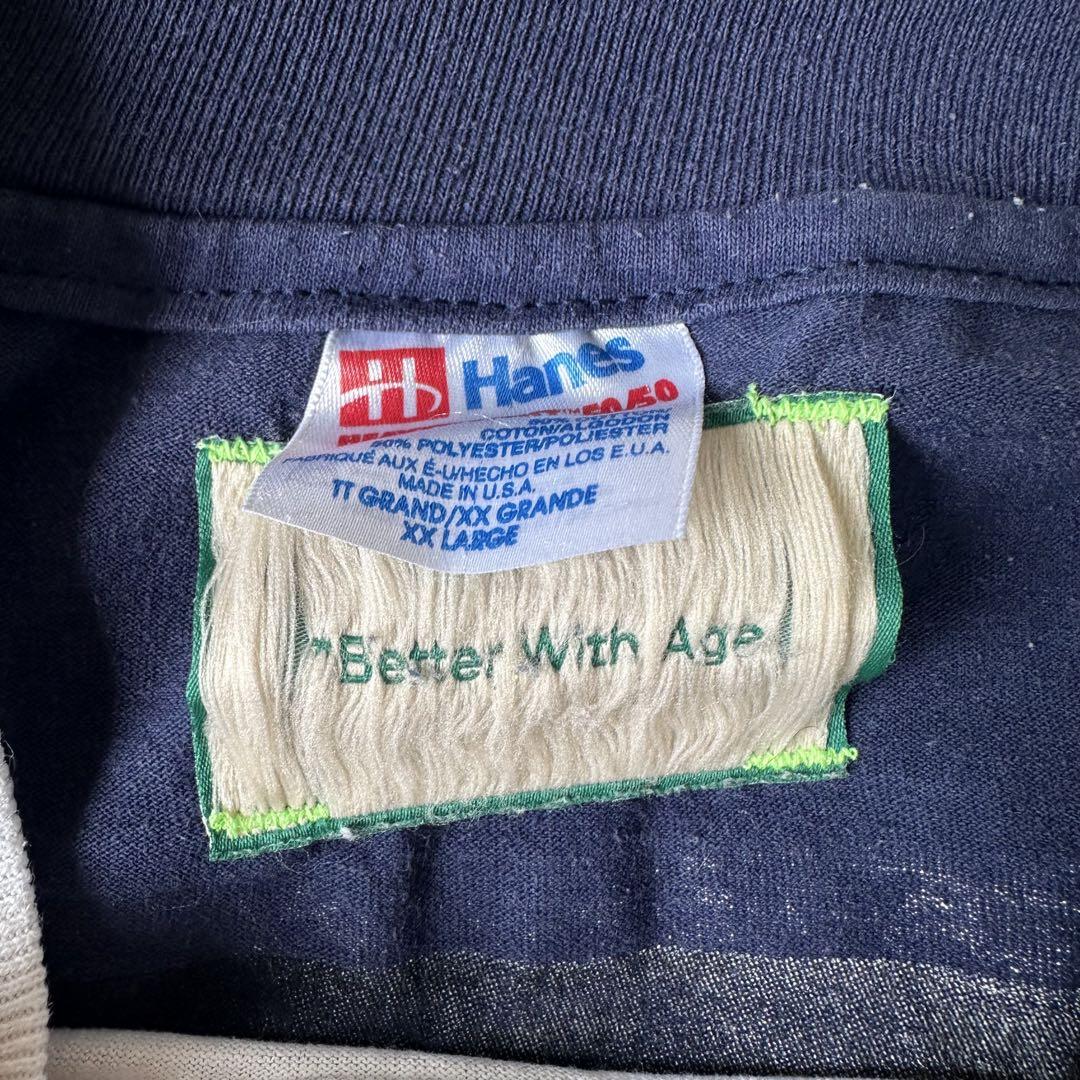 Hanes
50/50
COTON/ALGODON
50% POLYESTER/POLIESTER
FABRIQUÉ AUX É-U/HECHO EN LOS E.U.A.
MADE IN U.S.A.
TT GRAND/XX GRANDE
XX LARGE
"Better With Age